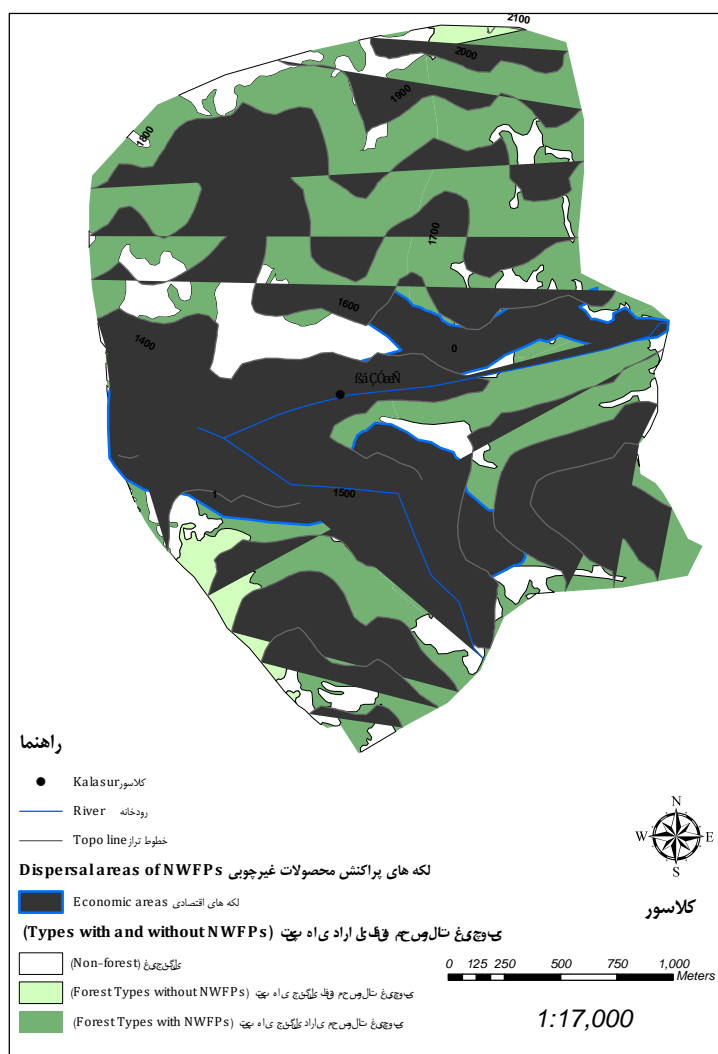 2100
2000
1900
1800
1700
1600
1400
0
ßá ÇÓæÑ
1
1500
راهنما
Kalasur کلاسور
River رودخانه
Topo line خطوط تراز
Dispersal areas of NWFPs لکه های پراکنش محصولات غیرچوبی
Economic areas لکه های اقتصادی
(Types with and without NWFPs)
(Non-forest)
(Forest Types without NWFPs)
(Forest Types with NWFPs)
N
W E
S
کلاسور
0 125 250 500 750 1,000
Meters
1:17,000